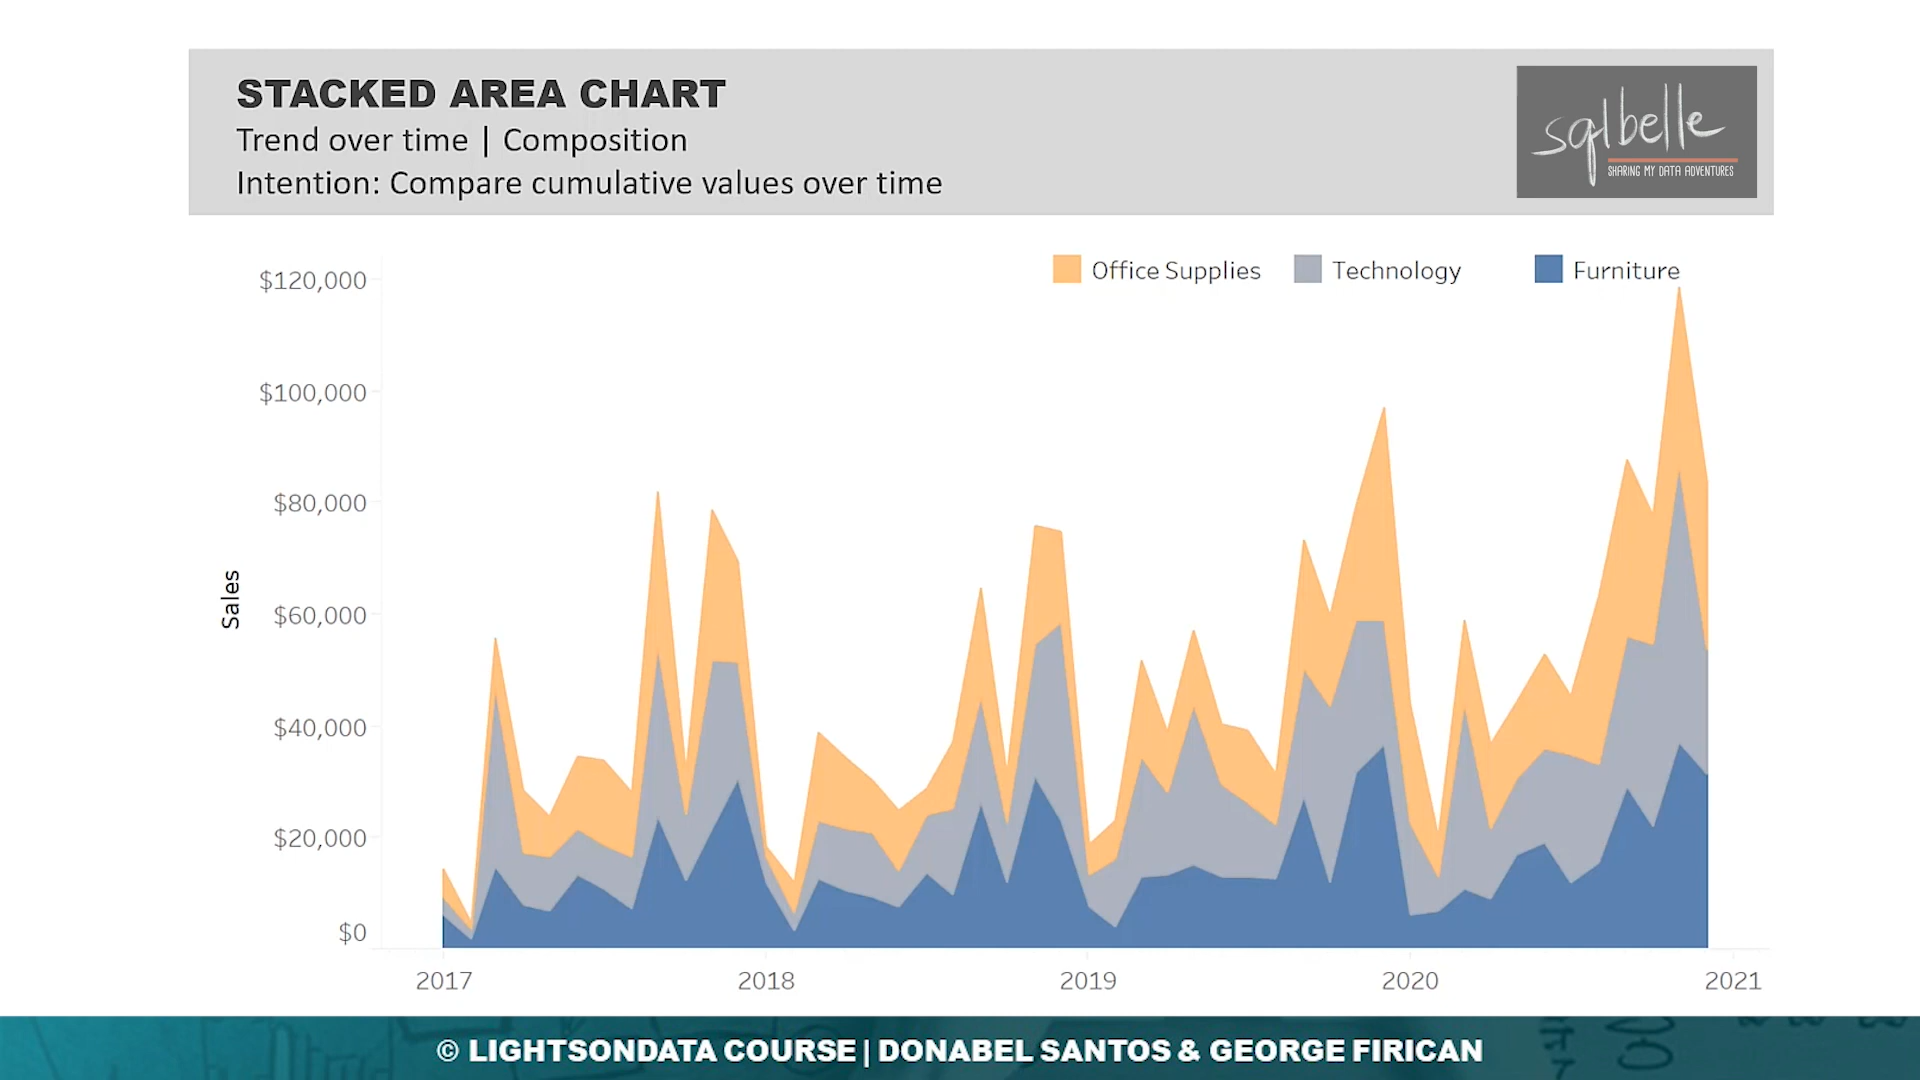 STACKED AREA CHART
Trend over time | Composition
Intention: Compare cumulative values over time
sqlbelle
SHARING MY DATA ADVENTURES
Office Supplies
Technology
Furniture
$120,000
$100,000
$80,000
$60,000
$40,000
$20,000
$0
Sales
2017
2018
2019
2020
2021
© LIGHTSONDATA COURSE | DONABEL SANTOS & GEORGE FIRICAN